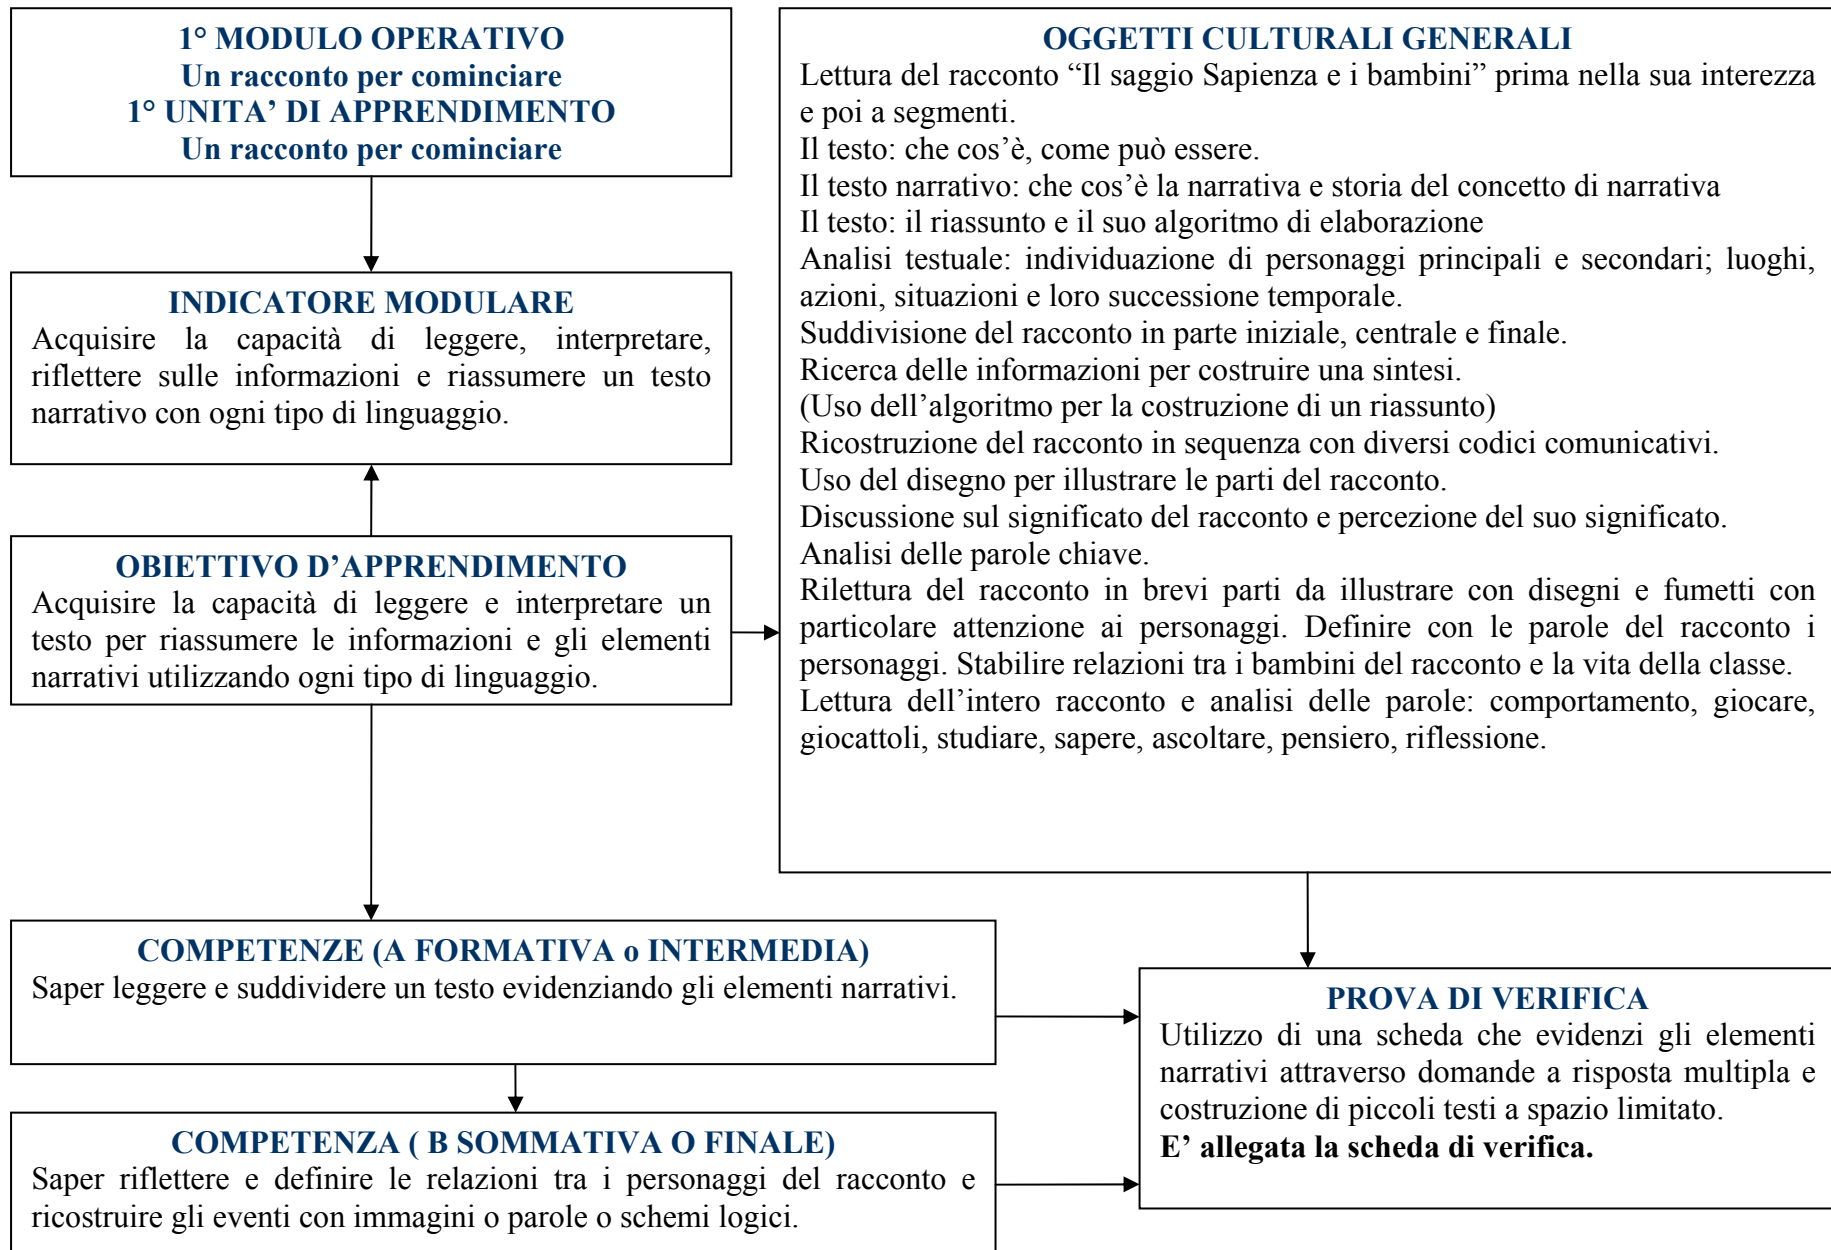 1° MODULO OPERATIVO
Un racconto per cominciare
1° UNITA’ DI APPRENDIMENTO
Un racconto per cominciare
INDICATORE MODULARE
Acquisire la capacità di leggere, interpretare,
riflettere sulle informazioni e riassumere un testo
narrativo con ogni tipo di linguaggio.
OBIETTIVO D’APPRENDIMENTO
Acquisire la capacità di leggere e interpretare un
testo per riassumere le informazioni e gli elementi
narrativi utilizzando ogni tipo di linguaggio.
OGGETTI CULTURALI GENERALI
Lettura del racconto “Il saggio Sapienza e i bambini” prima nella sua interezza
e poi a segmenti.
Il testo: che cos’è, come può essere.
Il testo narrativo: che cos’è la narrativa e storia del concetto di narrativa
Il testo: il riassunto e il suo algoritmo di elaborazione
Analisi testuale: individuazione di personaggi principali e secondari; luoghi,
azioni, situazioni e loro successione temporale.
Suddivisione del racconto in parte iniziale, centrale e finale.
Ricerca delle informazioni per costruire una sintesi.
(Uso dell’algoritmo per la costruzione di un riassunto)
Ricostruzione del racconto in sequenza con diversi codici comunicativi.
Uso del disegno per illustrare le parti del racconto.
Discussione sul significato del racconto e percezione del suo significato.
Analisi delle parole chiave.
Rilettura del racconto in brevi parti da illustrare con disegni e fumetti con
particolare attenzione ai personaggi. Definire con le parole del racconto i
personaggi. Stabilire relazioni tra i bambini del racconto e la vita della classe.
Lettura dell’intero racconto e analisi delle parole: comportamento, giocare,
giocattoli, studiare, sapere, ascoltare, pensiero, riflessione.
COMPETENZE (A FORMATIVA o INTERMEDIA)
Saper leggere e suddividere un testo evidenziando gli elementi narrativi.
COMPETENZA ( B SOMMATIVA O FINALE)
Saper riflettere e definire le relazioni tra i personaggi del racconto e
ricostruire gli eventi con immagini o parole o schemi logici.
PROVA DI VERIFICA
Utilizzo di una scheda che evidenzi gli elementi
narrativi attraverso domande a risposta multipla e
costruzione di piccoli testi a spazio limitato.
E’ allegata la scheda di verifica.